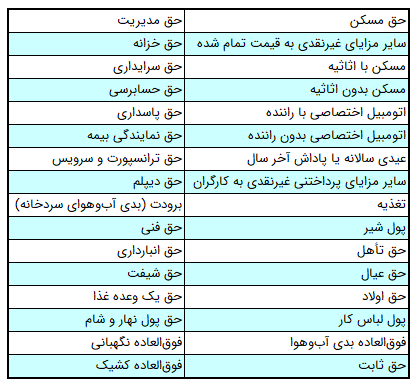 حق مسکن	حق مدیریت
سایر مزایای غیرنقدی به قیمت تمام شده	حق خزانه
مسکن با اثاثیه	حق سرایداری
مسکن بدون اثاثیه	حق حسابرسی
اتومبیل اختصاصی با راننده	حق پاسداری
اتومبیل اختصاصی بدون راننده	حق نمایندگی بیمه
عیدی سالانه یا پاداش آخر سال	حق ترانسپورت و سرویس
سایر مزایای پرداختنی غیرنقدی به کارگران	حق دیپلم
تغذیه	برودت (بدی آب‌وهوای سردخانه)
پول شیر	حق فنی
حق تأهل	حق انبارداری
حق عیال	حق شیفت
حق اولاد	حق یک وعده غذا
پول لباس کار	حق پول نهار و شام
فوق‌العاده بدی آب‌وهوا	فوق‌العاده نگهبانی
حق ثابت	فوق‌العاده کشیک